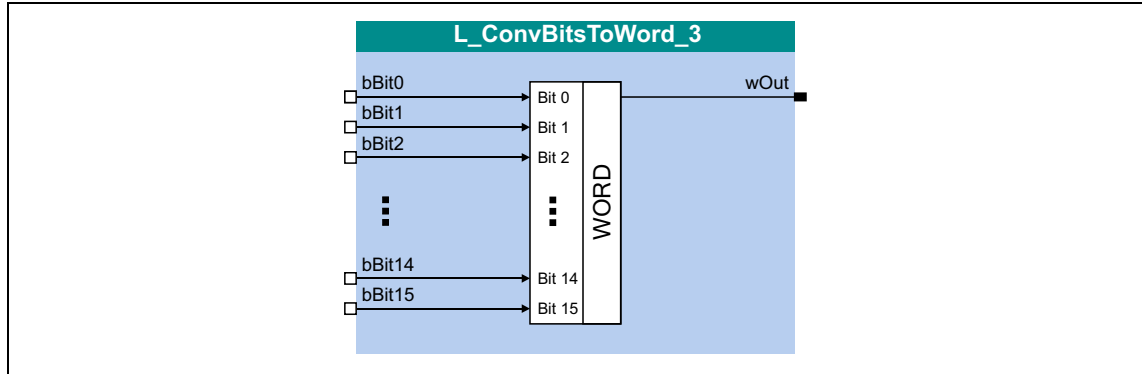 L_ConvBitsToWord_3
bBit0
Bit 0
wOut
bBit1
Bit 1
bBit2
Bit 2
WORD
bBit14
Bit 14
bBit15
Bit 15